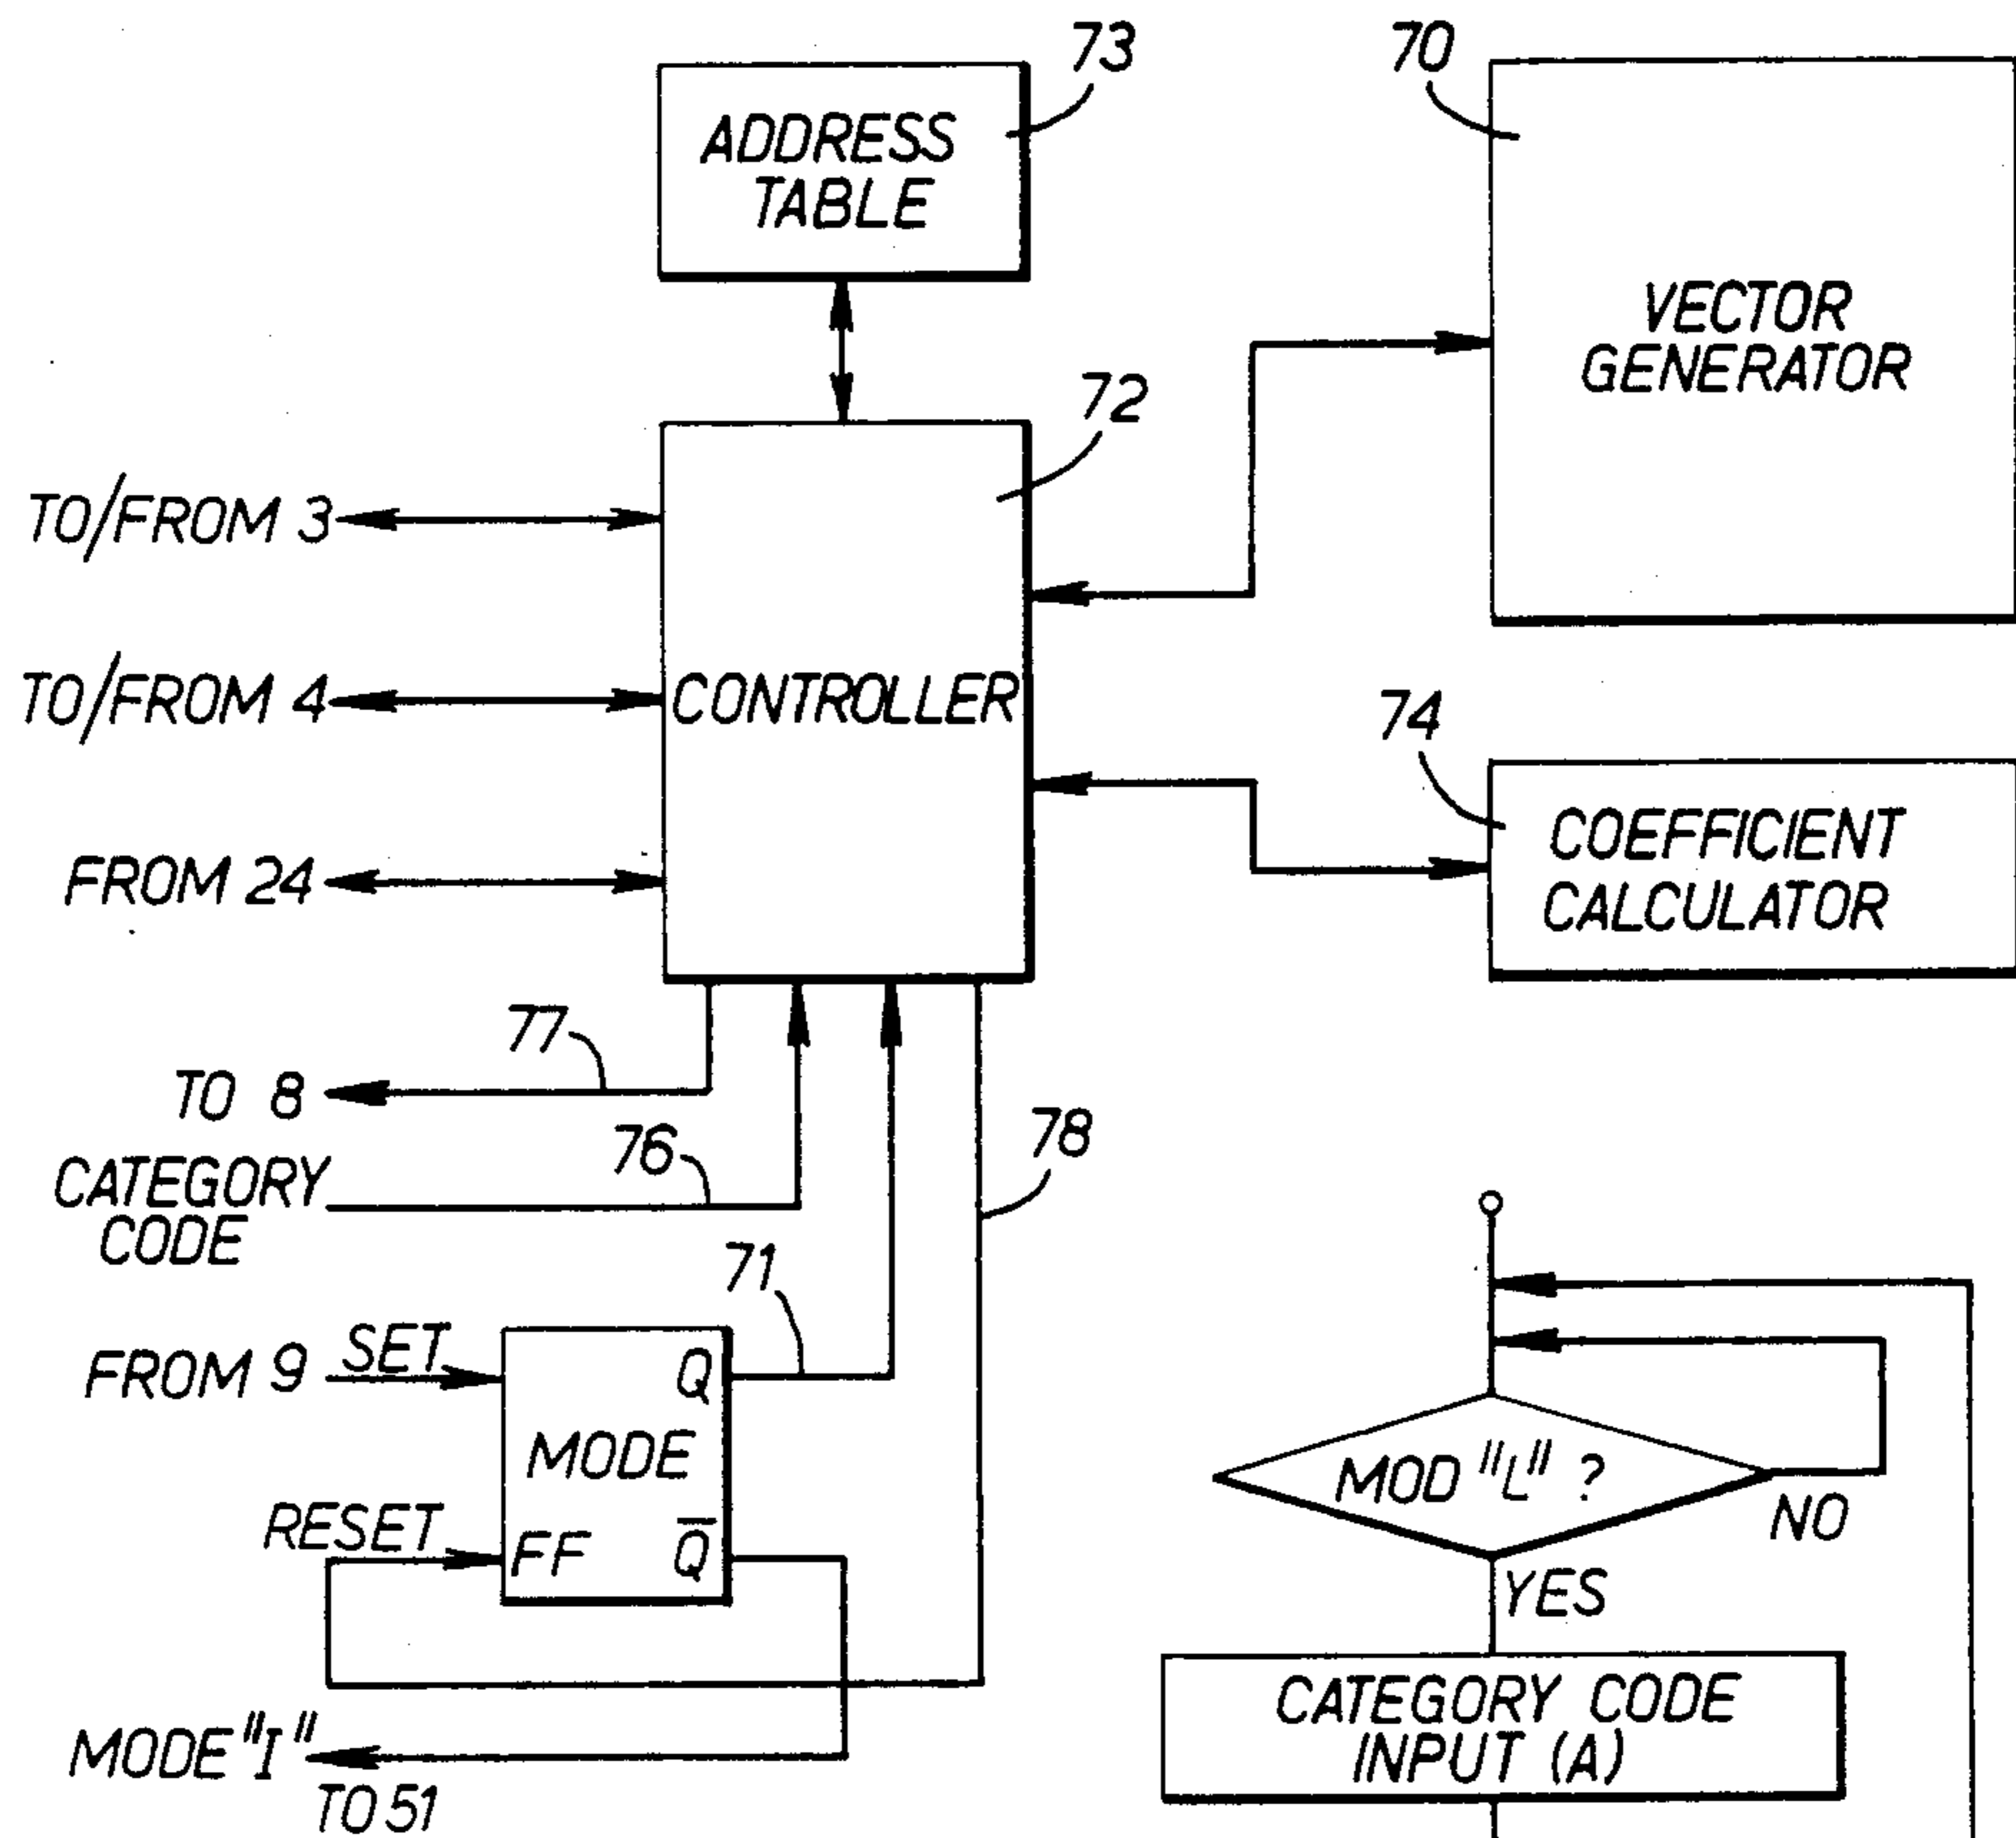 73
70
ADDRESS
TABLE
VECTOR
GENERATOR
72
TO/FROM 3
TO/FROM 4
CONTROLLER
74
COEFFICIENT
CALCULATOR
FROM 24
77
TO 8
76
78
CATEGORY
CODE
71
FROM 9 SET
Q
MODE
RESET
FF Q̅
MODE "I"
TO 51
MOD "L" ?
NO
YES
CATEGORY CODE
INPUT (A)